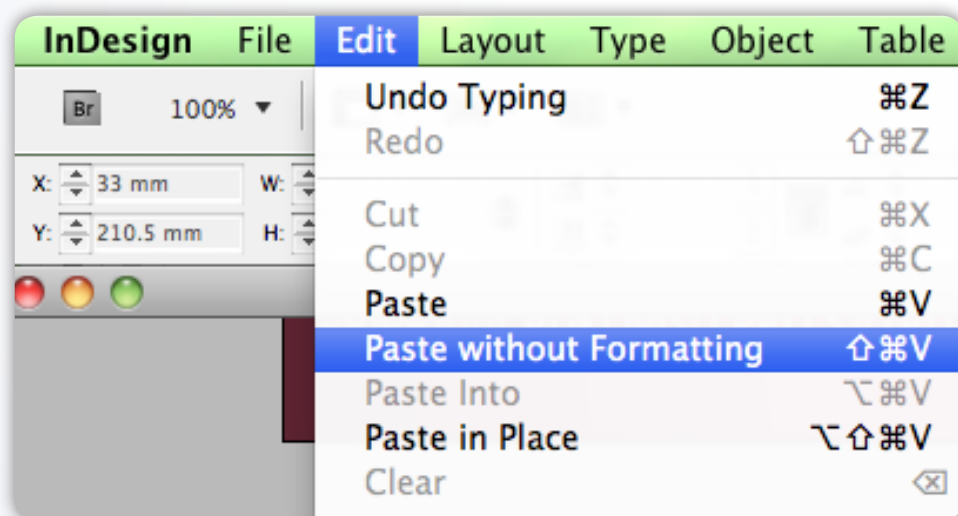 InDesign File Edit Layout Type Object Table
Br 100% ▼
X: 33 mm W:
Y: 210.5 mm H:
Undo Typing ⌘Z
Redo ⇧⌘Z
Cut ⌘X
Copy ⌘C
Paste ⌘V
Paste without Formatting ⇧⌘V
Paste Into ⌥⌘V
Paste in Place ⌥⇧⌘V
Clear ⌫